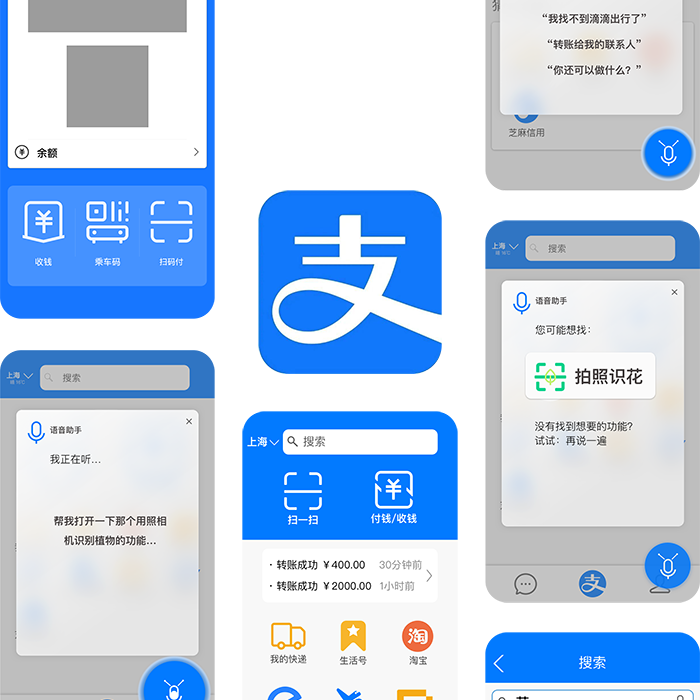 余额
收钱
乘车码
扫码付
上海
搜索
语音助手
我正在听...
帮我打开一下那个用照相
机识别植物的功能...
支
上海
搜索
扫一扫
付钱/收钱
· 转账成功 ￥400.00 30分钟前
· 转账成功 ￥2000.00 1小时前
我的快递
生活号
淘
淘宝
“我找不到滴滴出行了”
“转账给我的联系人”
“你还可以做什么？”
芝麻信用
上海
搜索
语音助手
您可能想找：
拍照识花
没有找到想要的功能？
试试：再说一遍
支
搜索